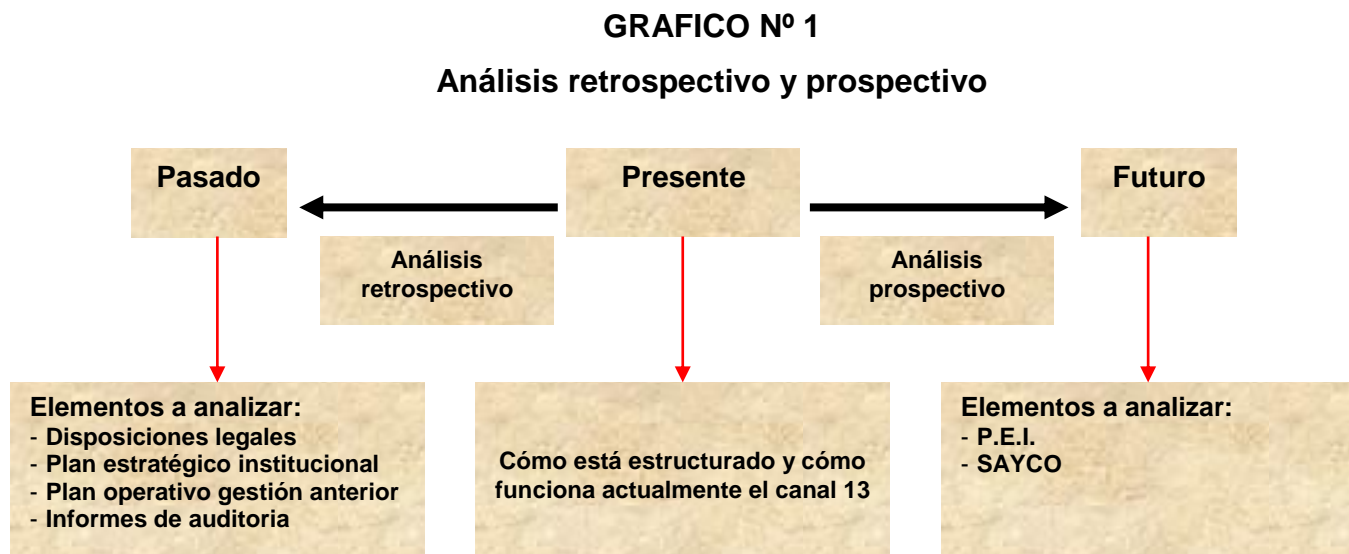 GRAFICO Nº 1
Análisis retrospectivo y prospectivo
Pasado
Presente
Futuro
Análisis
retrospectivo
Análisis
prospectivo
Elementos a analizar:
- Disposiciones legales
- Plan estratégico institucional
- Plan operativo gestión anterior
- Informes de auditoria
Cómo está estructurado y cómo
funciona actualmente el canal 13
Elementos a analizar:
- P.E.I.
- SAYCO